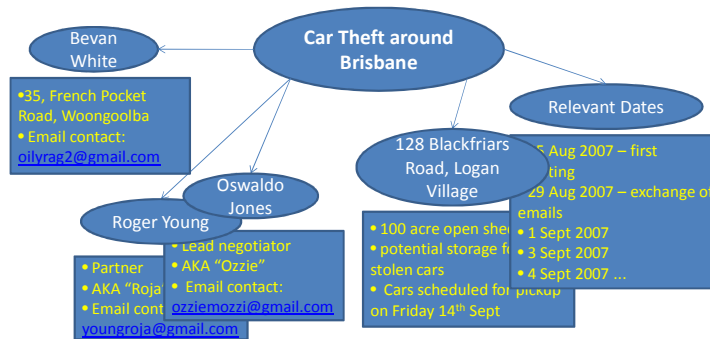 Car Theft around
Brisbane
Bevan
White
•35, French Pocket
Road, Woongoolba
• Email contact:
oilyrag2@gmail.com
Oswaldo
Jones
• Lead negotiator
• AKA "Ozzie"
• Email contact:
ozziemozzi@gmail.com
Roger Young
• Partner
• AKA "Roja
• Email
youngroja@gmail.com
128 Blackfriars
Road, Logan
Village
• 100 acre open
• potential storage
stolen cars
• Cars scheduled for pickup
on Friday 14th Sept
Relevant Dates
Aug 2007 – first
29 Aug 2007 – exchange of
emails
• 1 Sept 2007
• 3 Sept 2007
• 4 Sept 2007 ...